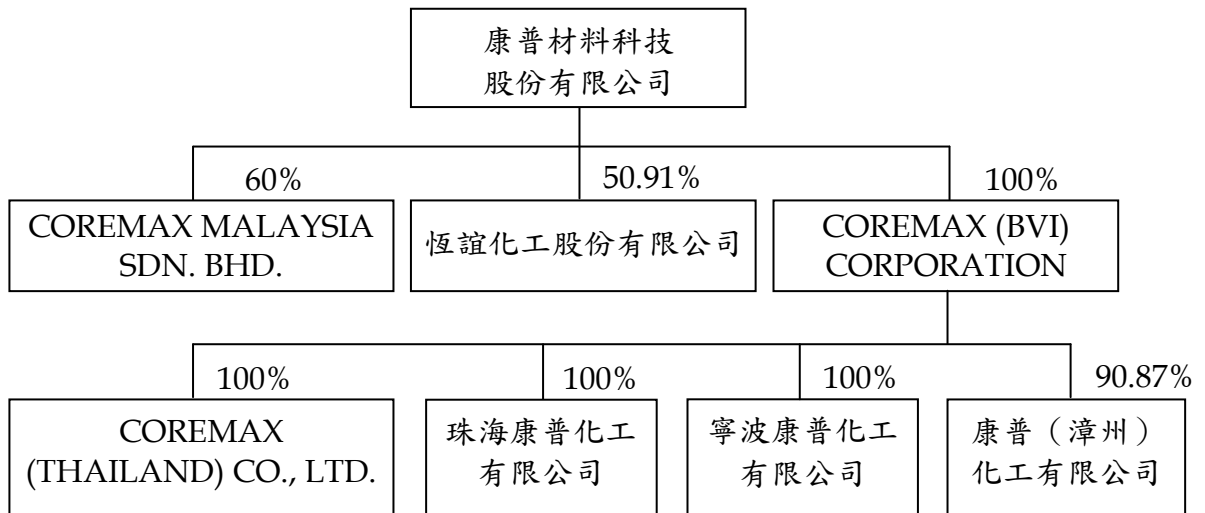 康普材料科技
股份有限公司
60%
50.91%
100%
COREMAX MALAYSIA
SDN. BHD.
恆誼化工股份有限公司
COREMAX (BVI)
CORPORATION
100%
100%
100%
90.87%
COREMAX
(THAILAND) CO., LTD.
珠海康普化工
有限公司
寧波康普化工
有限公司
康普（漳州）
化工有限公司